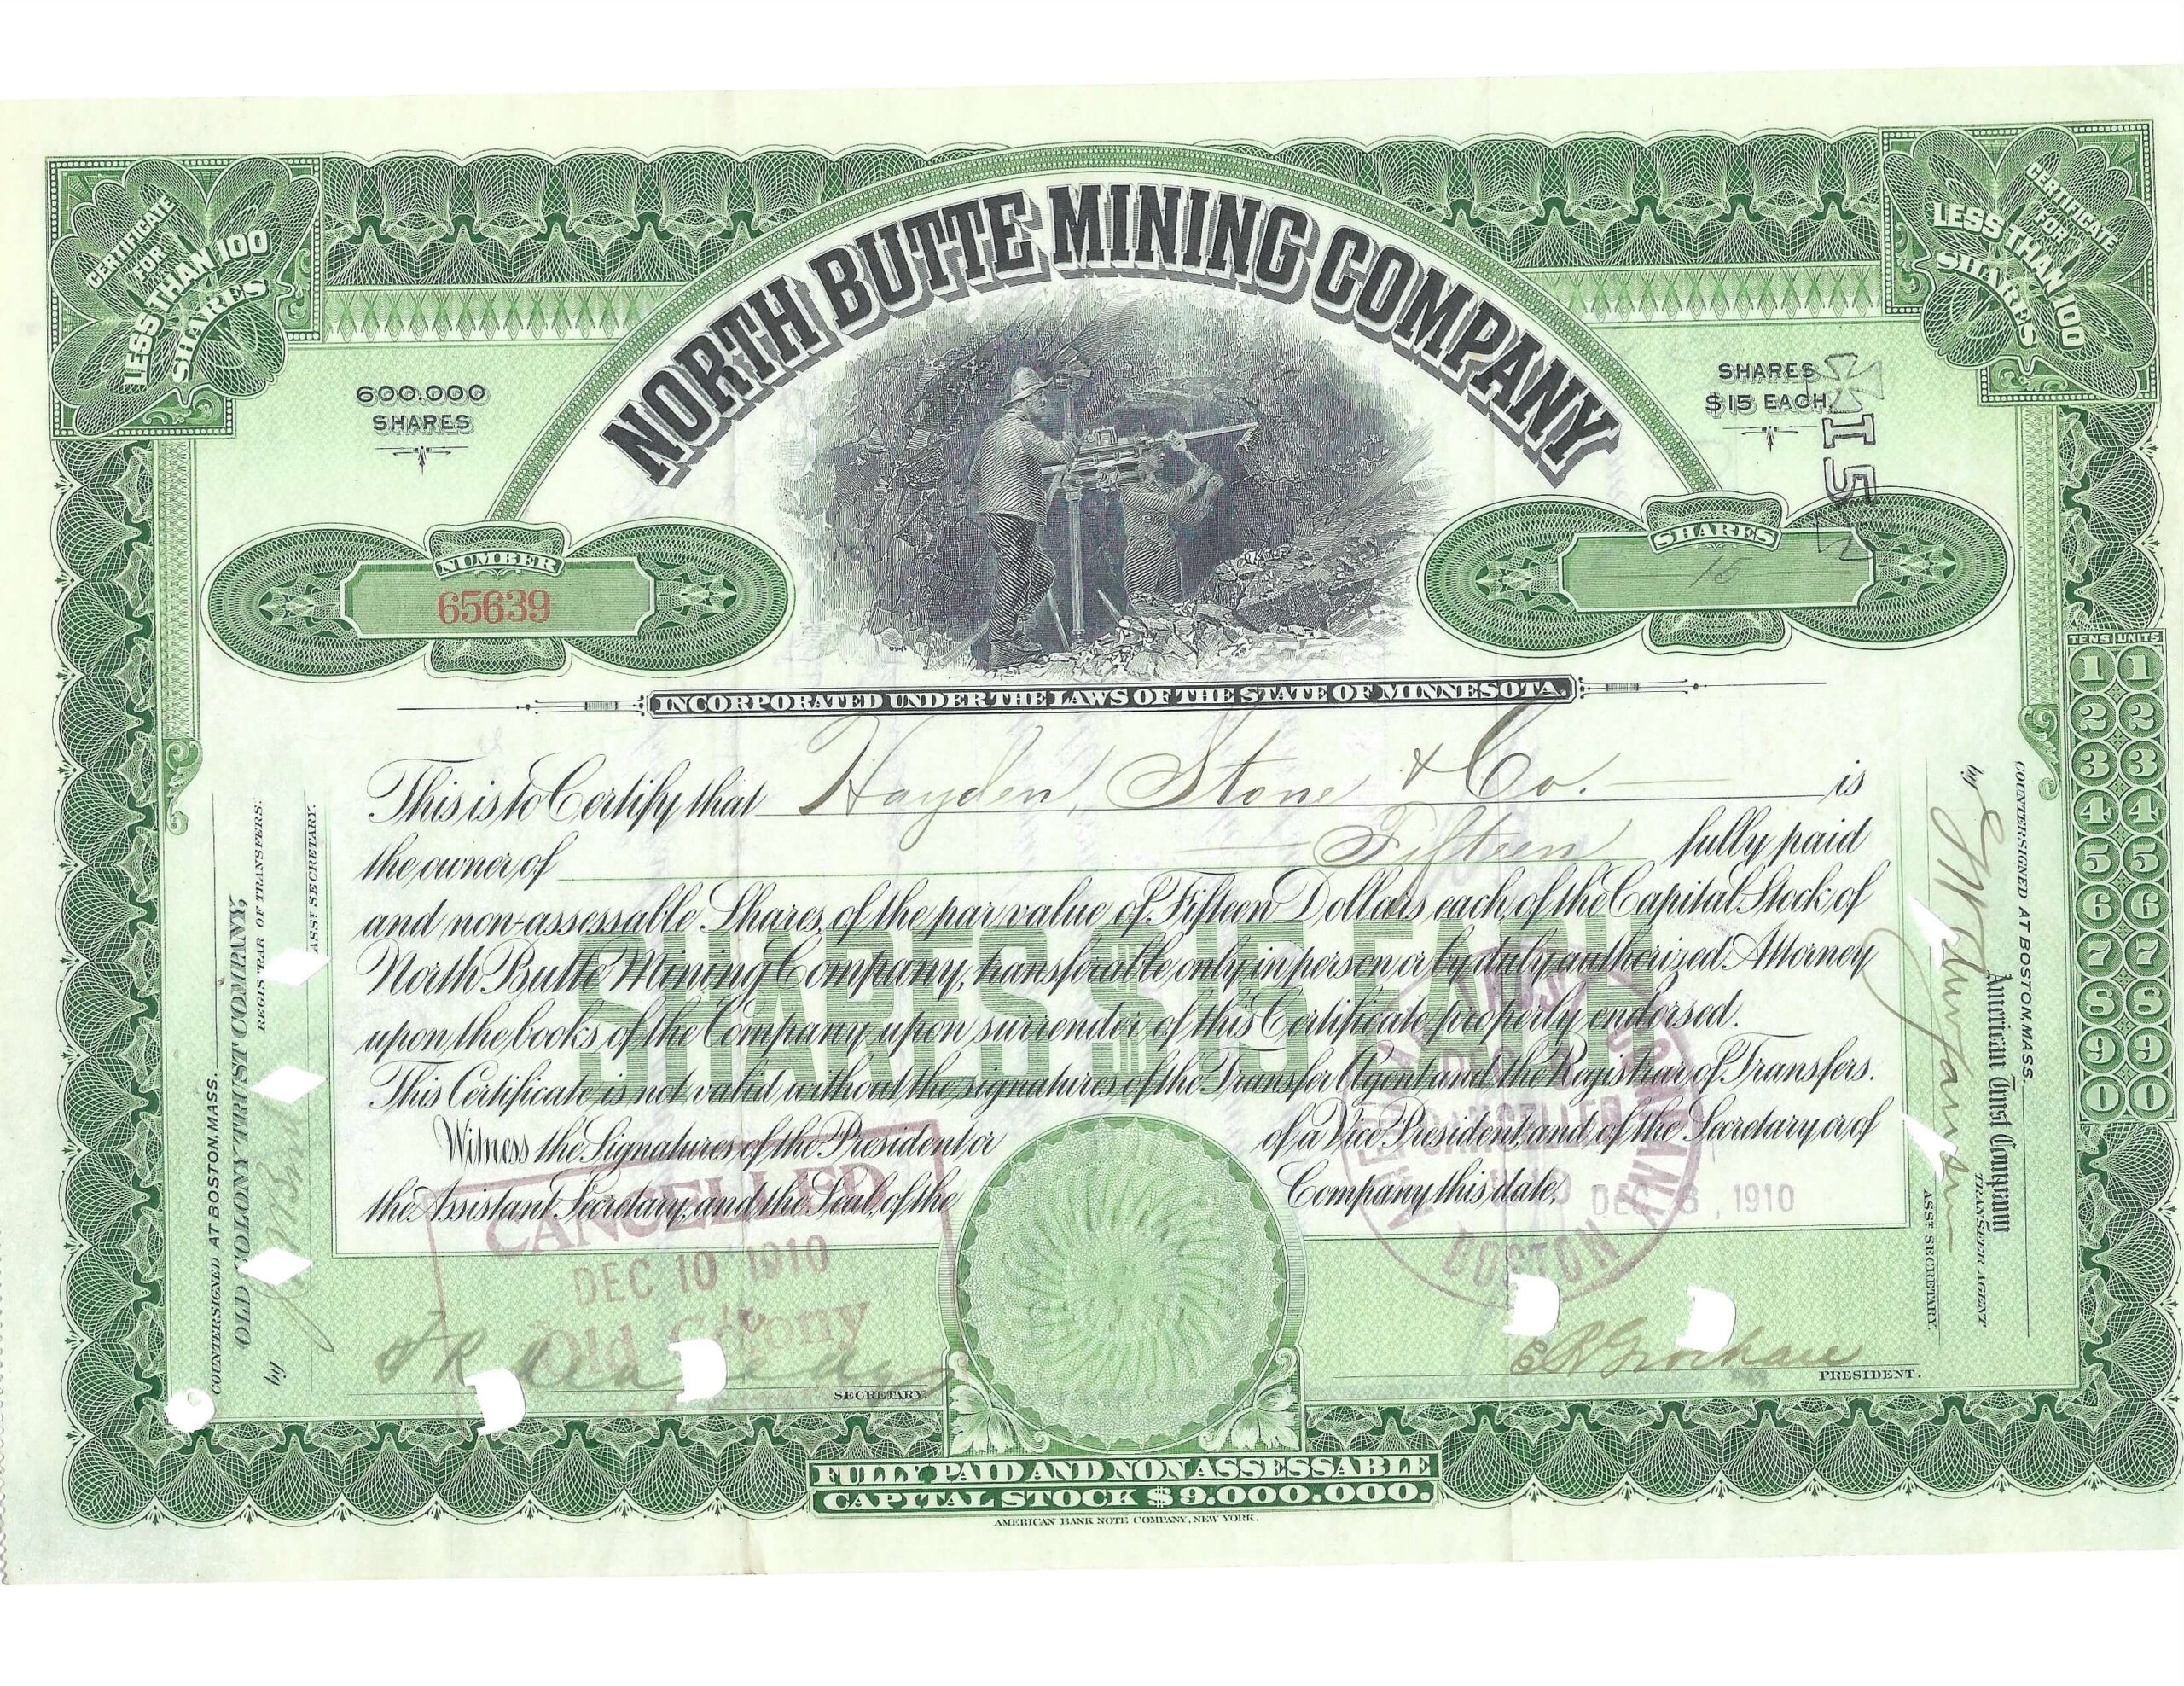 CERTIFICATE
FOR
LESS THAN 100
SHARES
CERTIFICATE
FOR
LESS THAN 100
SHARES
NORTH BUTTE MINING COMPANY
600.000
SHARES
SHARES
$15 EACH
15
NUMBER
65639
SHARES
15
INCORPORATED UNDER THE LAWS OF THE STATE OF MINNESOTA.
This is to Certify that Hayden, Stone & Co. is
the owner of Fifteen fully paid
and non-assessable Shares, of the par value of Fifteen Dollars each, of the Capital Stock of
North Butte Mining Company, transferable only in person or by duly authorized Attorney
upon the books of the Company upon surrender of this Certificate properly endorsed.
This Certificate is not valid without the signatures of the Transfer Agent and the Registrar of Transfers.
Witness the Signatures of the President or of a Vice President and of the Secretary or of
the Assistant Secretary, and the Seal, of the Company this date,
DEC 8, 1910
SHARES $15 EACH
CANCELLED
DEC 10 1910
Old Colony
CANCELLED
BOSTON
SECRETARY.
PRESIDENT.
FULLY PAID AND NON ASSESSABLE
CAPITAL STOCK $9.000.000.
AMERICAN BANK NOTE COMPANY, NEW YORK.
COUNTERSIGNED AT BOSTON, MASS.
OLD COLONY TRUST COMPANY,
REGISTRAR OF TRANSFERS.
by
ASST SECRETARY.
COUNTERSIGNED AT BOSTON, MASS.
American Trust Company
TRANSFER AGENT
by
ASST SECRETARY.
TENS UNITS
1 1
2 2
3 3
4 4
5 5
6 6
7 7
8 8
9 9
0 0